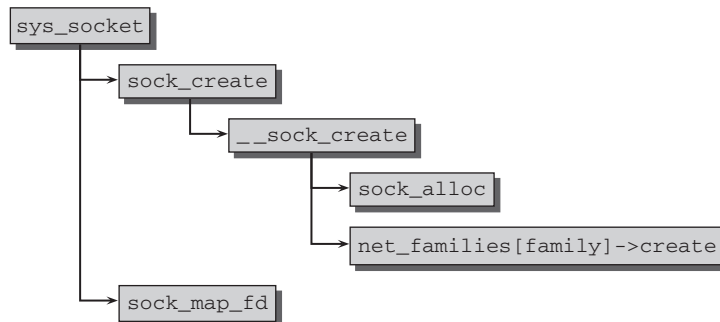 sys_socket
sock_create
__sock_create
sock_alloc
net_families[family]->create
sock_map_fd